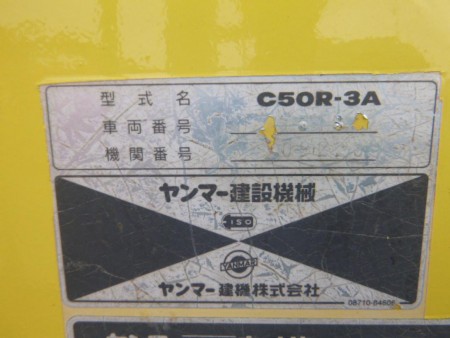 型式名 C50R-3A
車両番号
機関番号
ヤンマー建設機械
ISO
YANMAR
ヤンマー建機株式会社